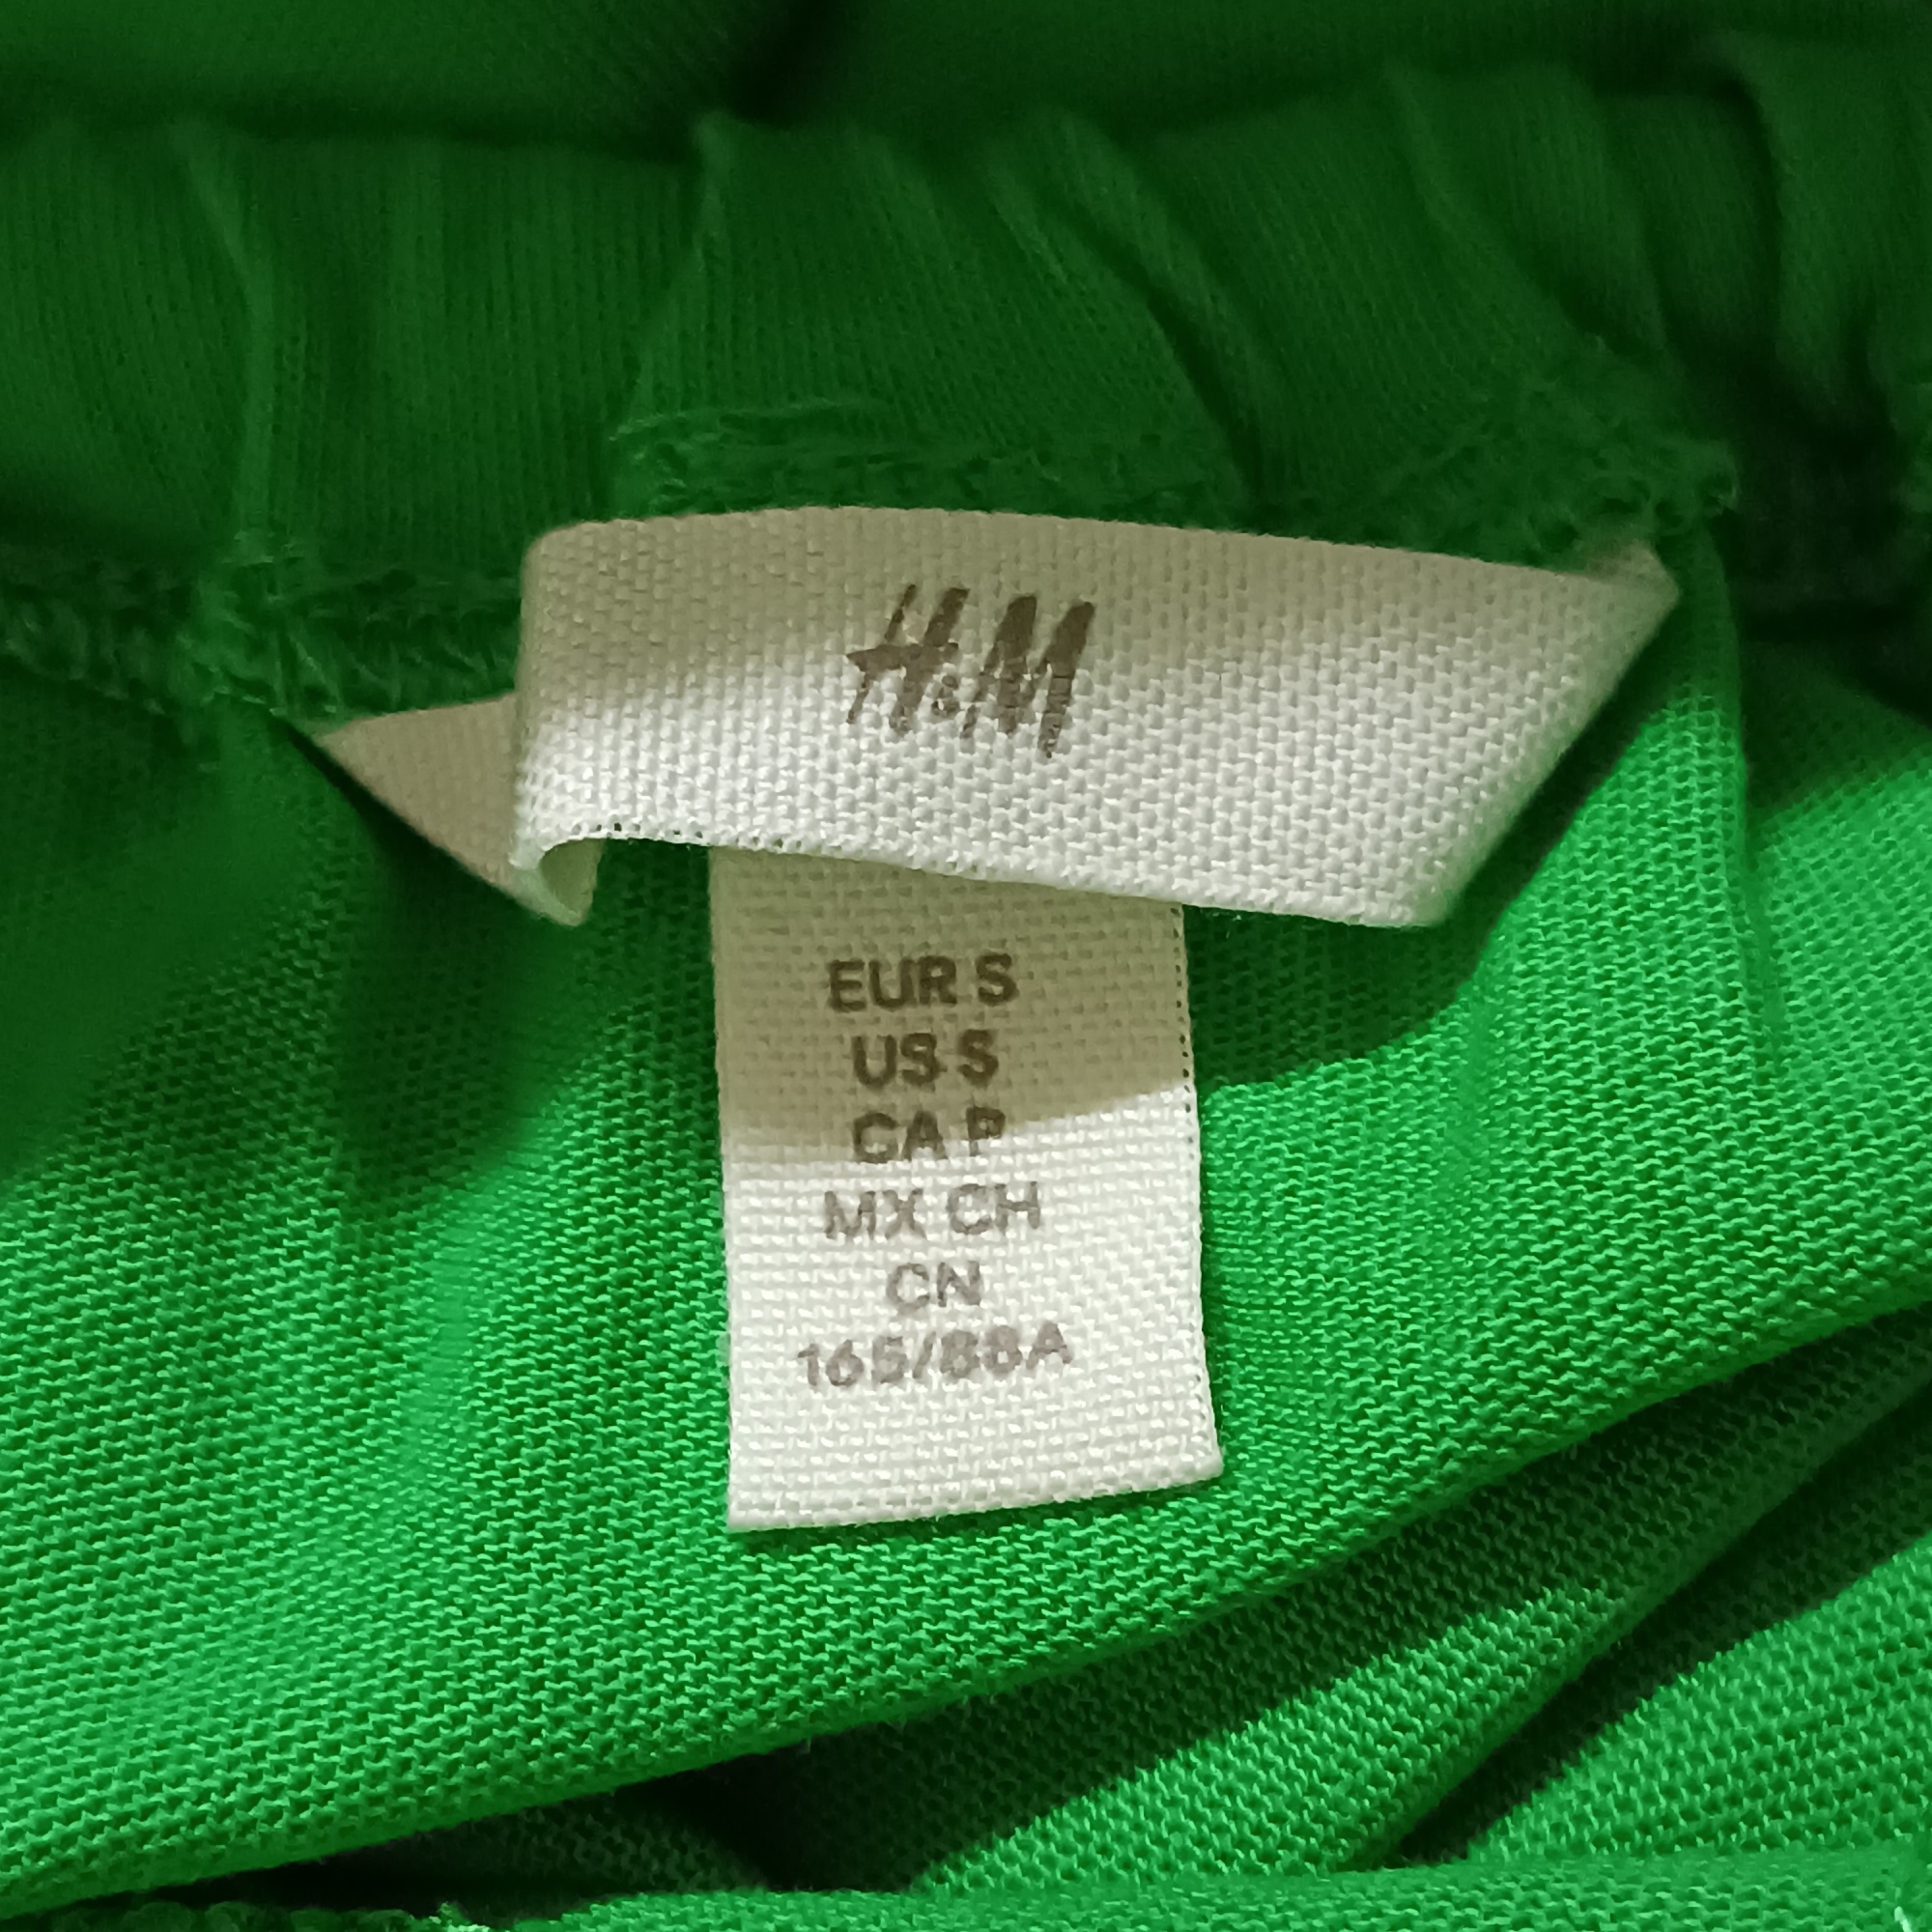 H&M
EUR S
US S
CA P
MX CH
CN
165/88A